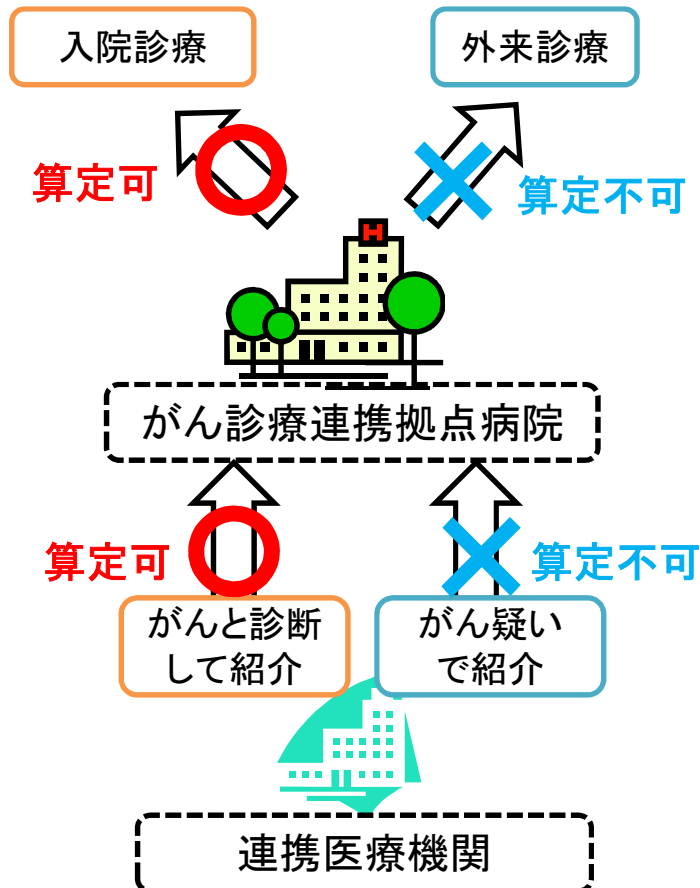 入院診療
外来診療
算定可
算定不可
H
がん診療連携拠点病院
算定可
算定不可
がんと診断
して紹介
がん疑い
で紹介
連携医療機関